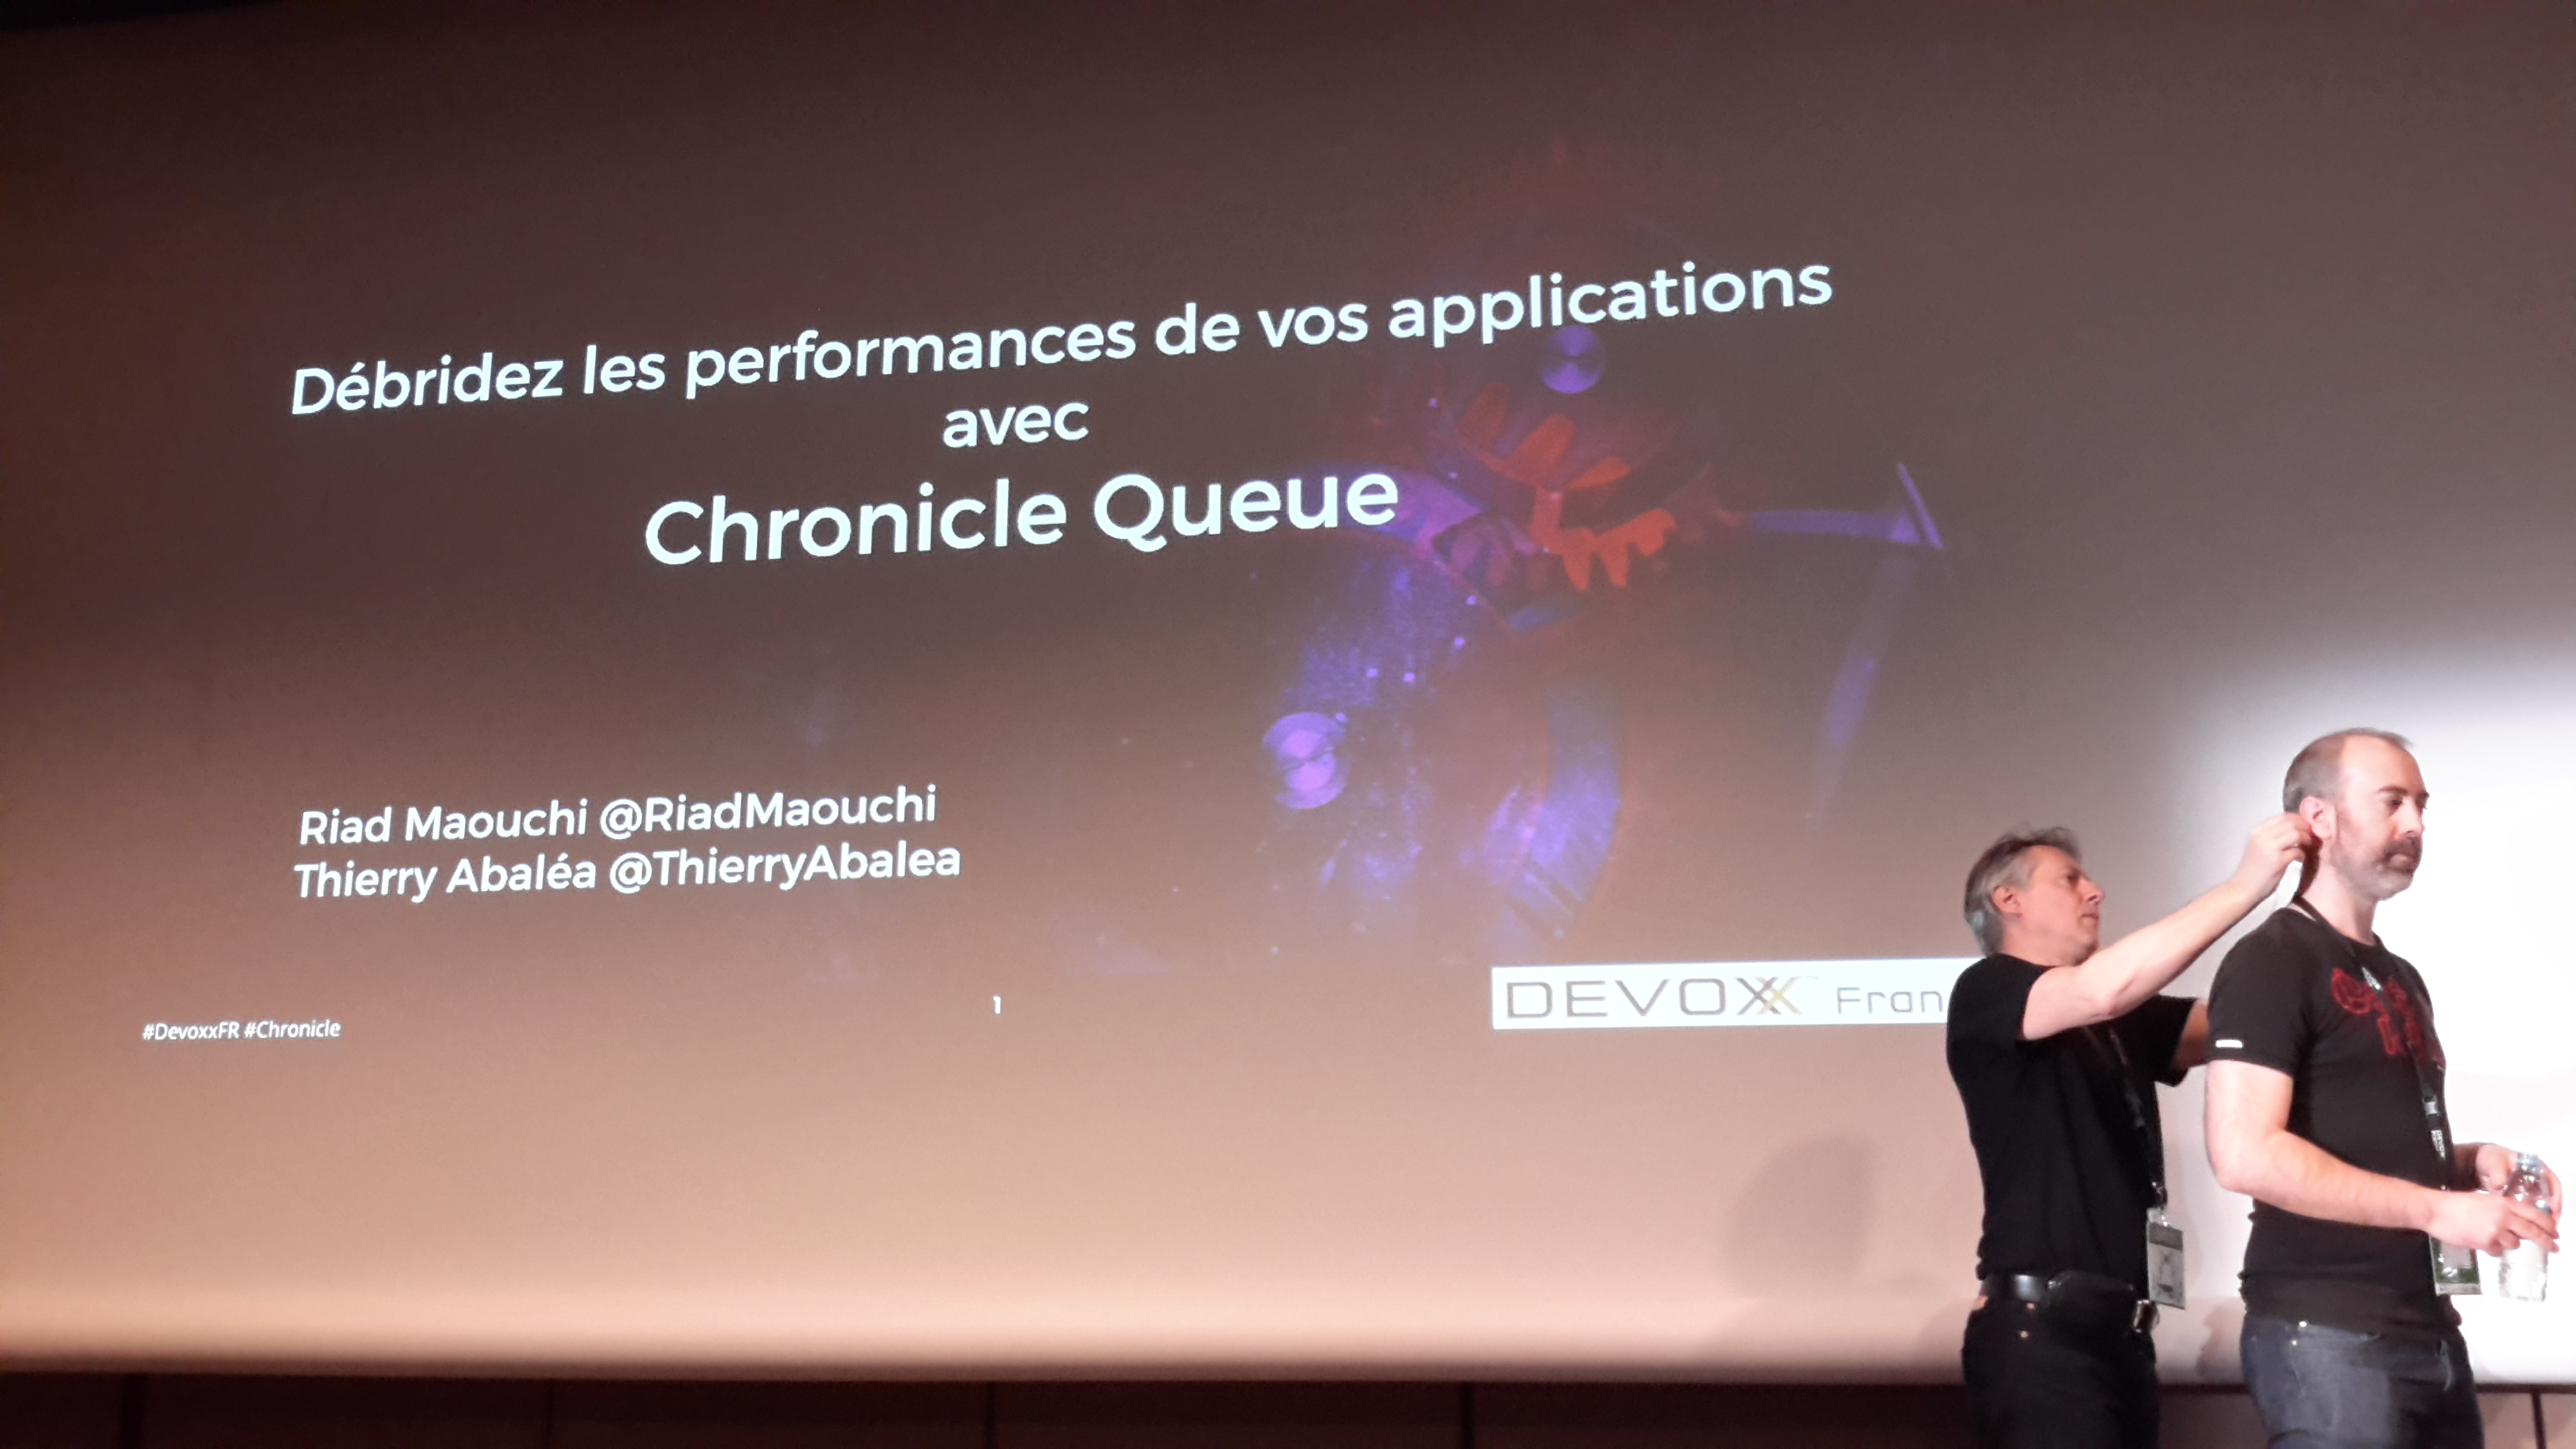 Débridez les performances de vos applications
avec
Chronicle Queue
Riad Maouchi @RiadMaouchi
Thierry Abaléa @ThierryAbalea
#DevoxxFR #Chronicle
1
DEVOXX Fran